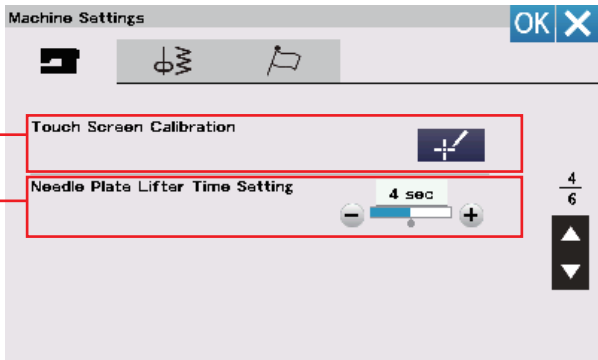 Machine Settings
OK
Touch Screen Calibration
Needle Plate Lifter Time Setting
4 sec
4
6